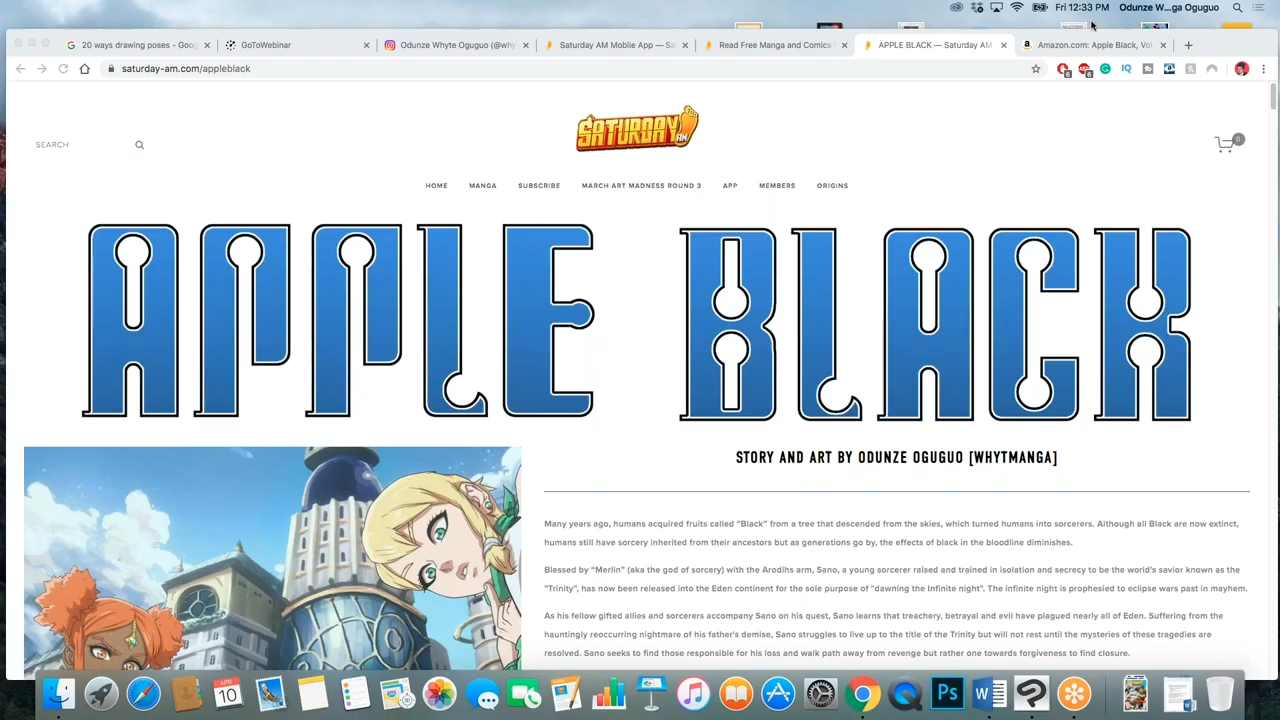 Fri 12:33 PM Odunze W...ga Oguguo
20 ways drawing poses - Goog
GoToWebinar
Odunze Whyte Oguguo (@why
Saturday AM Mobile App — Sa
Read Free Manga and Comics
APPLE BLACK — Saturday AM
Amazon.com: Apple Black, Vol.
saturday-am.com/appleblack
6
6
IQ
SEARCH
SATURDAY AM
0
HOME MANGA SUBSCRIBE MARCH ART MADNESS ROUND 3 APP MEMBERS ORIGINS
APPLE BLACK
STORY AND ART BY ODUNZE OGUGUO [WHYTMANGA]
Many years ago, humans acquired fruits called “Black” from a tree that descended from the skies, which turned humans into sorcerers. Although all Black are now extinct,
humans still have sorcery inherited from their ancestors but as generations go by, the effects of black in the bloodline diminishes.
Blessed by “Merlin” (aka the god of sorcery) with the Arodihs arm, Sano, a young sorcerer raised and trained in isolation and secrecy to be the world's savior known as the
“Trinity”, has now been released into the Eden continent for the sole purpose of "dawning the Infinite night". The infinite night is prophesied to eclipse wars past in mayhem.
As his fellow gifted allies and sorcerers accompany Sano on his quest, Sano learns that treachery, betrayal and evil have plagued nearly all of Eden. Suffering from the
hauntingly reoccurring nightmare of his father's demise, Sano struggles to live up to the title of the Trinity but will not rest until the mysteries of these tragedies are
resolved. Sano seeks to find those responsible for his loss and walk path away from revenge but rather one towards forgiveness to find closure.
APR
10
Ps
W